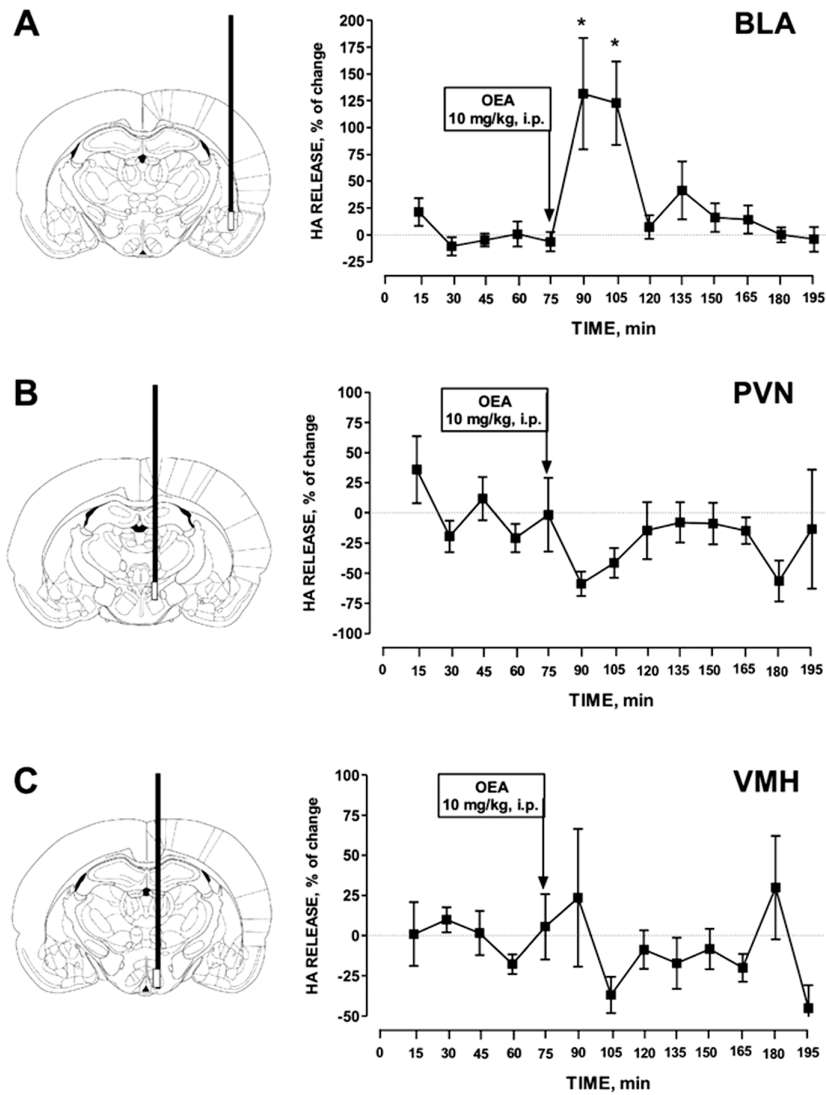 A
BLA
HA RELEASE, % of change
200
175
150
125
100
75
50
25
0
-25
* *
OEA
10 mg/kg, i.p.
0 15 30 45 60 75 90 105 120 135 150 165 180 195
TIME, min
B
PVN
HA RELEASE, % of change
100
75
50
25
0
-25
-50
-75
-100
OEA
10 mg/kg, i.p.
0 15 30 45 60 75 90 105 120 135 150 165 180 195
TIME, min
C
VMH
HA RELEASE, % of change
100
75
50
25
0
-25
-50
OEA
10 mg/kg, i.p.
0 15 30 45 60 75 90 105 120 135 150 165 180 195
TIME, min